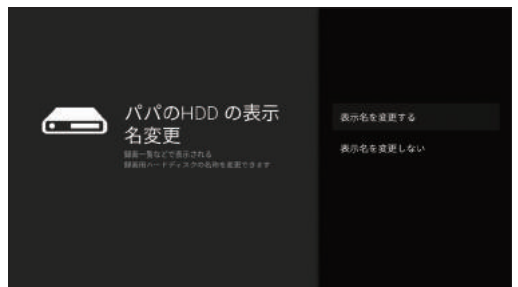 パパのHDD の表示
名変更
録画一覧などで表示される
録画用ハードディスクの名称を変更できます
表示名を変更する
表示名を変更しない